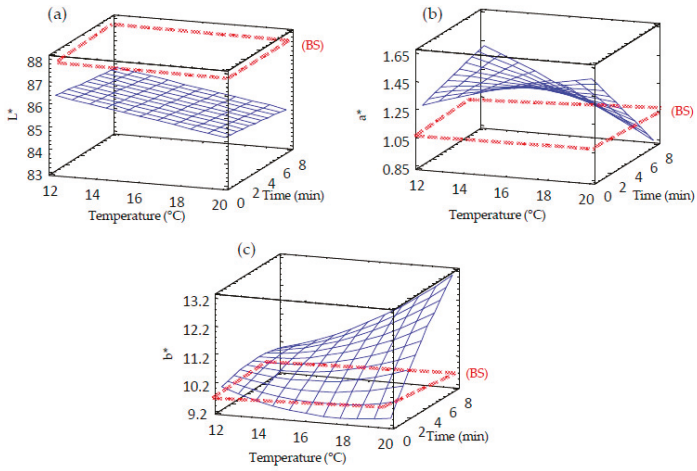 (a)
(BS)
88
87
86
85
84
83
L*
12 14 16 18 20
Temperature (°C)
0 2 4 6 8
Time (min)
(b)
1.65
1.45
1.25
1.05
0.85
a*
(BS)
12 14 16 18 20
Temperature (°C)
0 2 4 6 8
Time (min)
(c)
13.2
12.2
11.2
10.2
9.2
b*
(BS)
12 14 16 18 20
Temperature (°C)
0 2 4 6 8
Time (min)